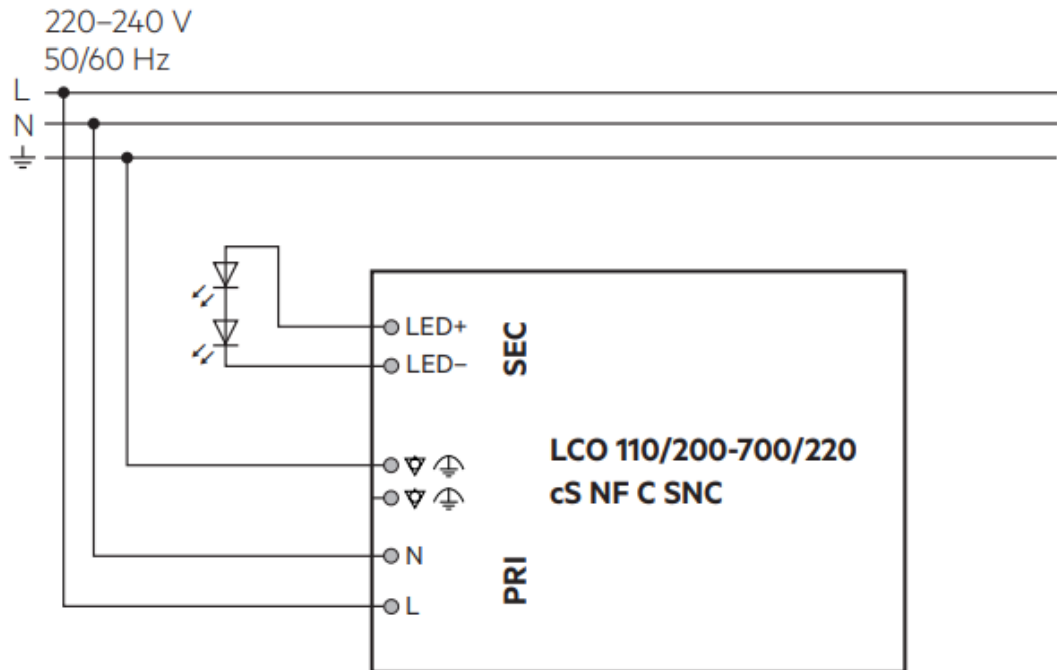 220–240 V
50/60 Hz
L
N
LED+
LED–
SEC
LCO 110/200-700/220
cS NF C SNC
N
PRI
L